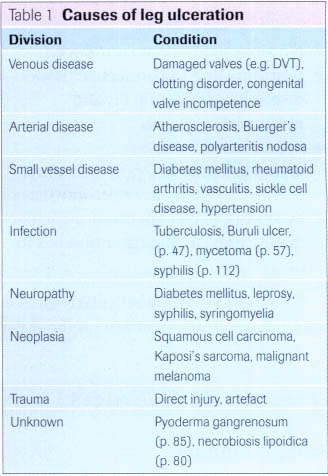 Table 1 Causes of leg ulceration
Division Condition
Venous disease Damaged valves (e.g. DVT),
clotting disorder, congenital
valve incompetence
Arterial disease Atherosclerosis, Buerger's
disease, polyarteritis nodosa
Small vessel disease Diabetes mellitus, rheumatoid
arthritis, vasculitis, sickle cell
disease, hypertension
Infection Tuberculosis, Buruli ulcer,
(p. 47), mycetoma (p. 57),
syphilis (p. 112)
Neuropathy Diabetes mellitus, leprosy,
syphilis, syringomyelia
Neoplasia Squamous cell carcinoma,
Kaposi's sarcoma, malignant
melanoma
Trauma Direct injury, artefact
Unknown Pyoderma gangrenosum
(p. 85), necrobiosis lipoidica
(p. 80)